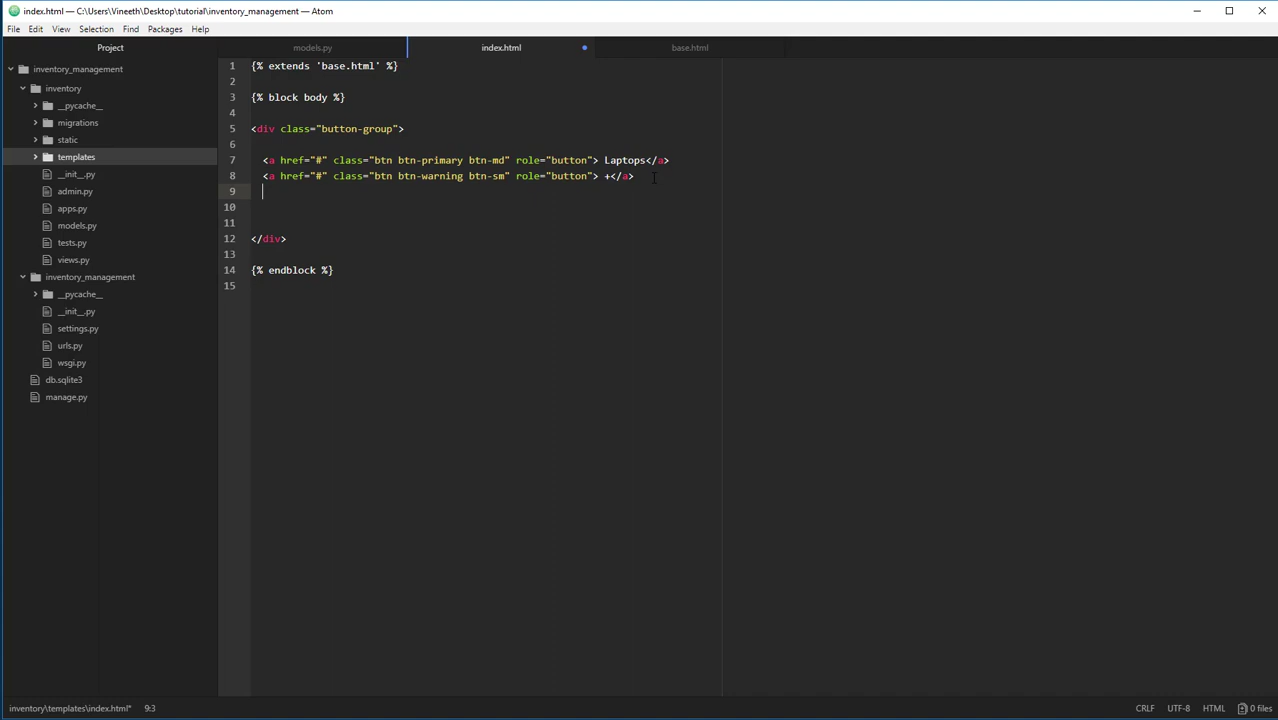 index.html — C:\Users\Vineeth\Desktop\tutorial\inventory_management — Atom
File Edit View Selection Find Packages Help
Project
models.py index.html base.html
inventory_management
inventory
__pycache__
migrations
static
templates
__init__.py
admin.py
apps.py
models.py
tests.py
views.py
inventory_management
__pycache__
__init__.py
settings.py
urls.py
wsgi.py
db.sqlite3
manage.py
1 {% extends 'base.html' %}
2
3 {% block body %}
4
5 <div class="button-group">
6
7 <a href="#" class="btn btn-primary btn-md" role="button"> Laptops</a>
8 <a href="#" class="btn btn-warning btn-sm" role="button"> +</a>
9
10
11
12 </div>
13
14 {% endblock %}
15
inventory\templates\index.html* 9:3 CRLF UTF-8 HTML 0 files